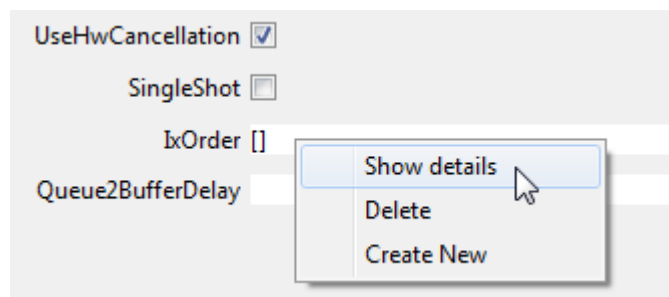 UseHwCancellation
SingleShot
IxOrder []
Show details
Queue2BufferDelay
Delete
Create New